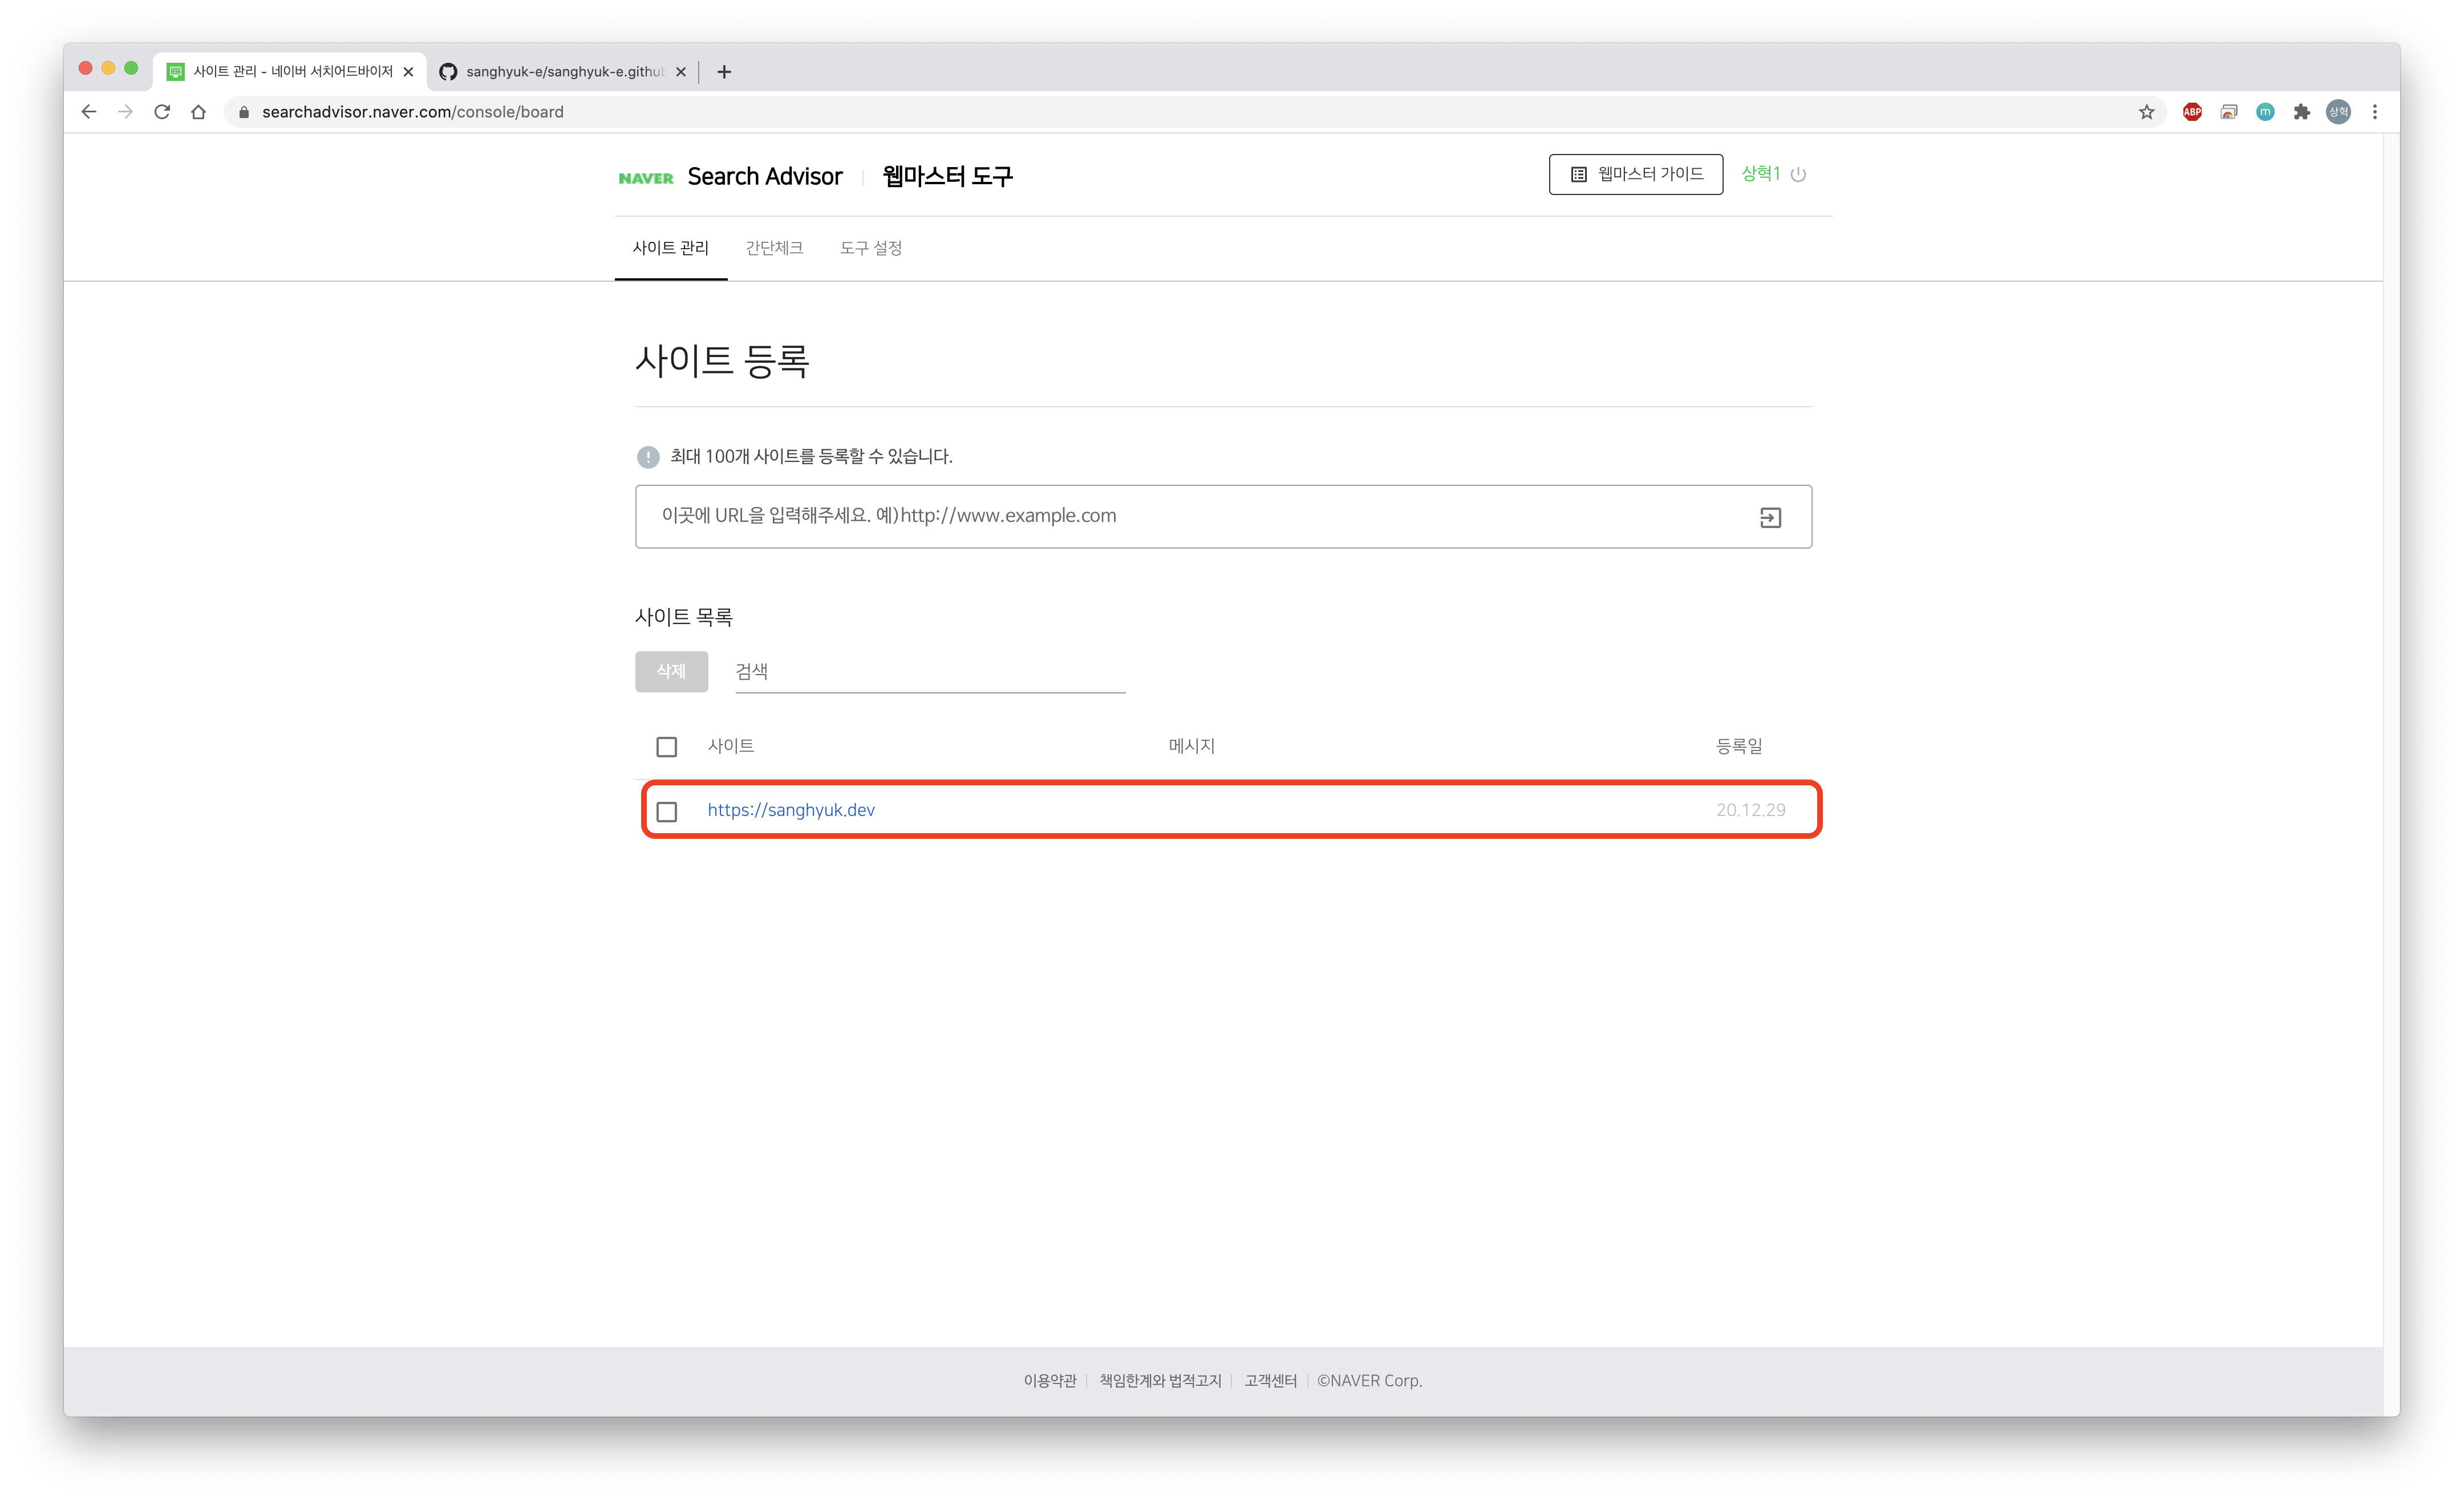 사이트 관리 - 네이버 서치어드바이저
sanghyuk-e/sanghyuk-e.github
searchadvisor.naver.com/console/board
ABP
m
상혁
NAVER Search Advisor 웹마스터 도구
웹마스터 가이드
상혁1
사이트 관리 간단체크 도구 설정
사이트 등록
최대 100개 사이트를 등록할 수 있습니다.
이곳에 URL을 입력해주세요. 예)http://www.example.com
사이트 목록
삭제 검색
사이트 메시지 등록일
https://sanghyuk.dev 20.12.29
이용약관 책임한계와 법적고지 고객센터 ©NAVER Corp.